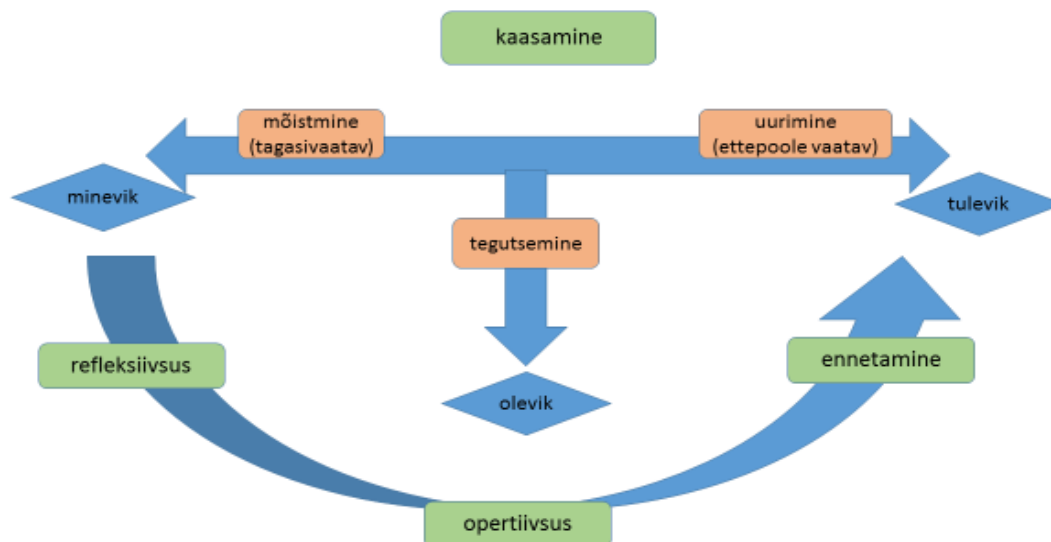 kaasamine
mõistmine
(tagasivaatav)
uurimine
(ettepoole vaatav)
minevik
tulevik
tegutsemine
refleksiivsus
ennetamine
olevik
opertiivsus